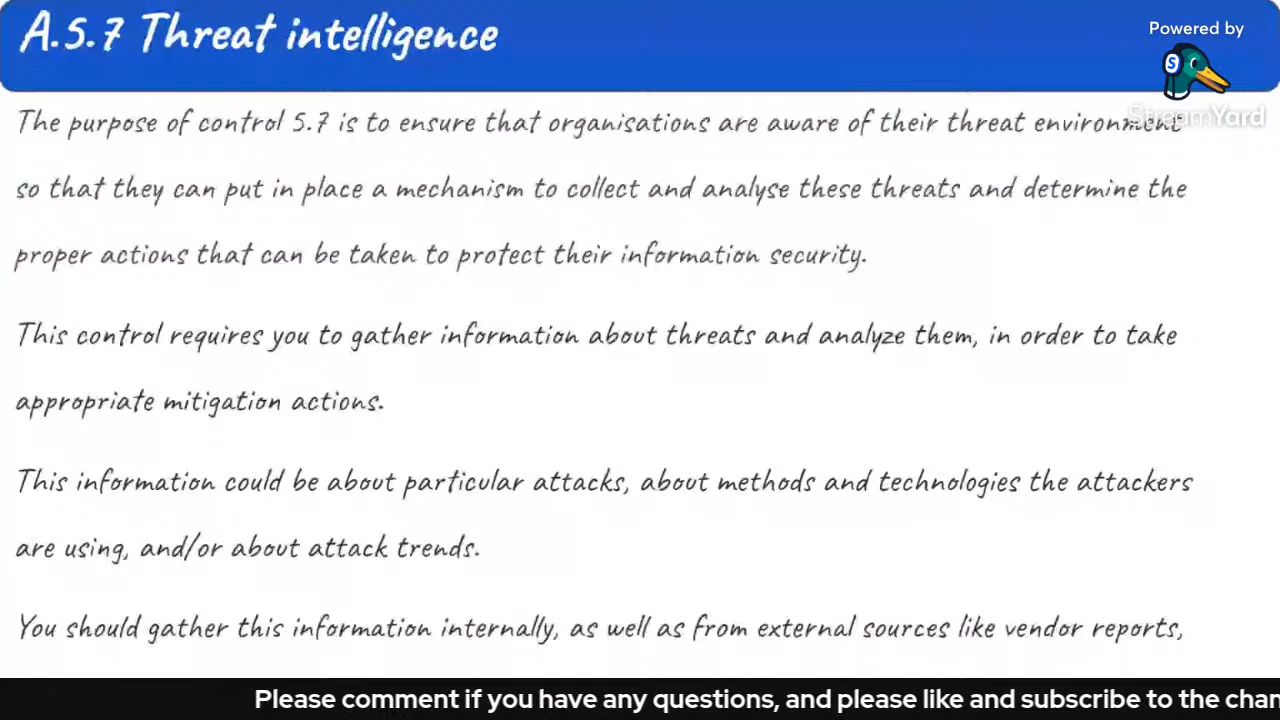 A.5.7 Threat intelligence
Powered by
S
StreamYard
The purpose of control 5.7 is to ensure that organisations are aware of their threat environment
so that they can put in place a mechanism to collect and analyse these threats and determine the
proper actions that can be taken to protect their information security.
This control requires you to gather information about threats and analyze them, in order to take
appropriate mitigation actions.
This information could be about particular attacks, about methods and technologies the attackers
are using, and/or about attack trends.
You should gather this information internally, as well as from external sources like vendor reports,
Please comment if you have any questions, and please like and subscribe to the chan